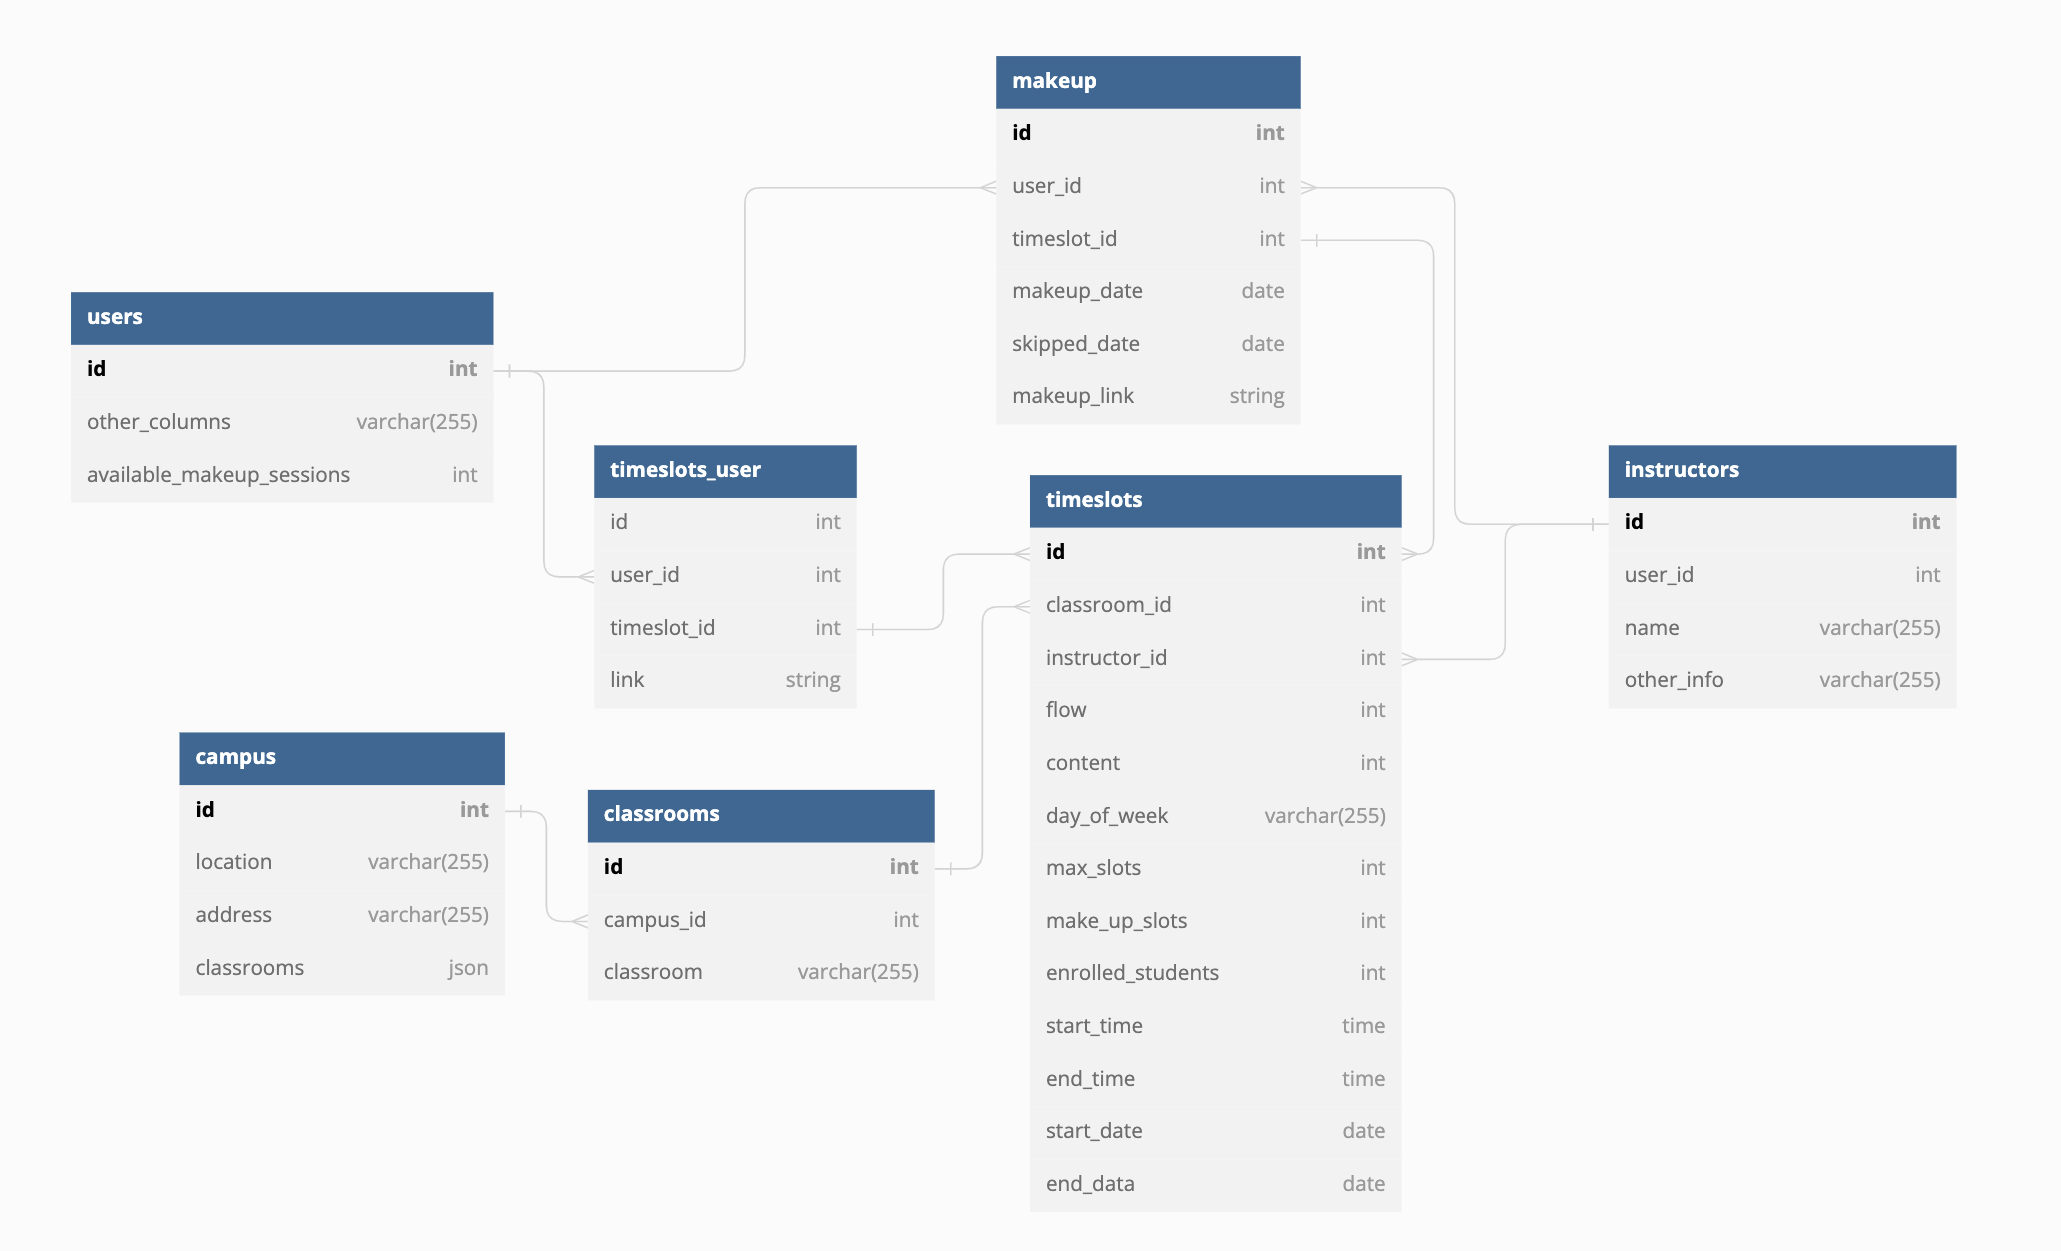 makeup
id int
user_id int
timeslot_id int
makeup_date date
skipped_date date
makeup_link string
users
id int
other_columns varchar(255)
available_makeup_sessions int
timeslots_user
id int
user_id int
timeslot_id int
link string
timeslots
id int
classroom_id int
instructor_id int
flow int
content int
day_of_week varchar(255)
max_slots int
make_up_slots int
enrolled_students int
start_time time
end_time time
start_date date
end_data date
instructors
id int
user_id int
name varchar(255)
other_info varchar(255)
campus
id int
location varchar(255)
address varchar(255)
classrooms json
classrooms
id int
campus_id int
classroom varchar(255)